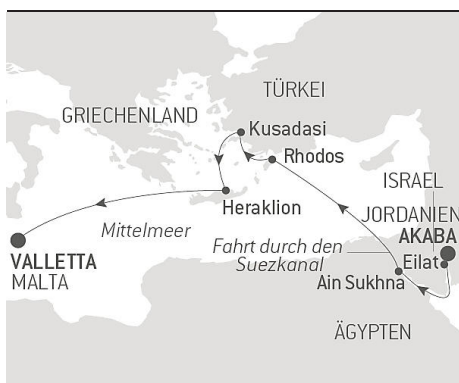 TÜRKEI
GRIECHENLAND
Kusadasi
Rhodos
ISRAEL
Heraklion
JORDANIEN
Mittelmeer
AKABA
Fahrt durch den
Suezkanal
Eilat
VALLETTA
MALTA
Ain Sukhna
ÄGYPTEN